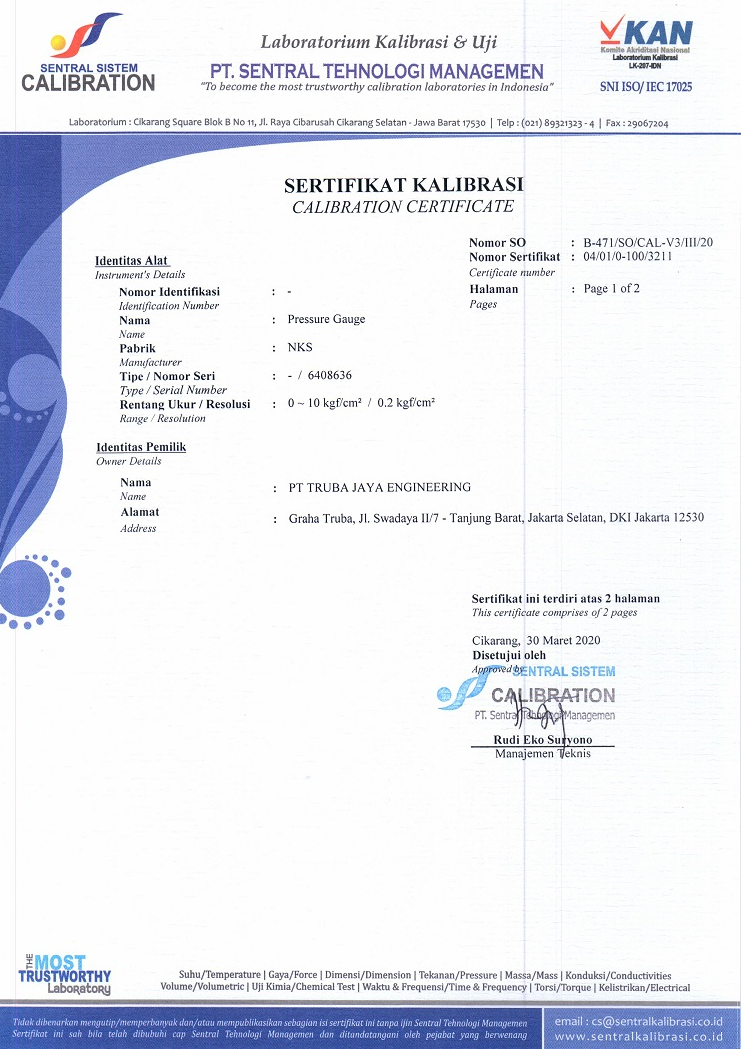 SENTRAL SISTEM
CALIBRATION
Laboratorium Kalibrasi & Uji
PT. SENTRAL TEHNOLOGI MANAGEMEN
"To become the most trustworthy calibration laboratories in Indonesia"
KAN
Komite Akreditasi Nasional
Laboratorium Kalibrasi
LK-297-IDN
SNI ISO/ IEC 17025
Laboratorium : Cikarang Square Blok B No 11, Jl. Raya Cibarusah Cikarang Selatan - Jawa Barat 17530 | Telp : (021) 89321323 - 4 | Fax : 29067204
SERTIFIKAT KALIBRASI
CALIBRATION CERTIFICATE
Nomor SO : B-471/SO/CAL-V3/III/20
Nomor Sertifikat : 04/01/0-100/3211
Certificate number
Halaman : Page 1 of 2
Pages
Identitas Alat
Instrument's Details
Nomor Identifikasi : -
Identification Number
Nama : Pressure Gauge
Name
Pabrik : NKS
Manufacturer
Tipe / Nomor Seri : - / 6408636
Type / Serial Number
Rentang Ukur / Resolusi : 0 ~ 10 kgf/cm² / 0.2 kgf/cm²
Range / Resolution
Identitas Pemilik
Owner Details
Nama : PT TRUBA JAYA ENGINEERING
Name
Alamat : Graha Truba, Jl. Swadaya II/7 - Tanjung Barat, Jakarta Selatan, DKI Jakarta 12530
Address
Sertifikat ini terdiri atas 2 halaman
This certificate comprises of 2 pages
Cikarang, 30 Maret 2020
Disetujui oleh
Approved by
SENTRAL SISTEM
CALIBRATION
PT. Sentral Tehnologi Managemen
Rudi Eko Suryono
Manajemen Teknis
THE MOST
TRUSTWORTHY
Laboratory
Suhu/Temperature | Gaya/Force | Dimensi/Dimension | Tekanan/Pressure | Massa/Mass | Konduksi/Conductivities
Volume/Volumetric | Uji Kimia/Chemical Test | Waktu & Frekuensi/Time & Frequency | Torsi/Torque | Kelistrikan/Electrical
Tidak dibenarkan mengutip/memperbanyak dan/atau mempublikasikan sebagian isi sertifikat ini tanpa ijin Sentral Tehnologi Managemen
Sertifikat ini sah bila telah dibubuhi cap Sentral Tehnologi Managemen dan ditandatangani oleh pejabat yang berwenang
email : cs@sentralkalibrasi.co.id
www.sentralkalibrasi.co.id